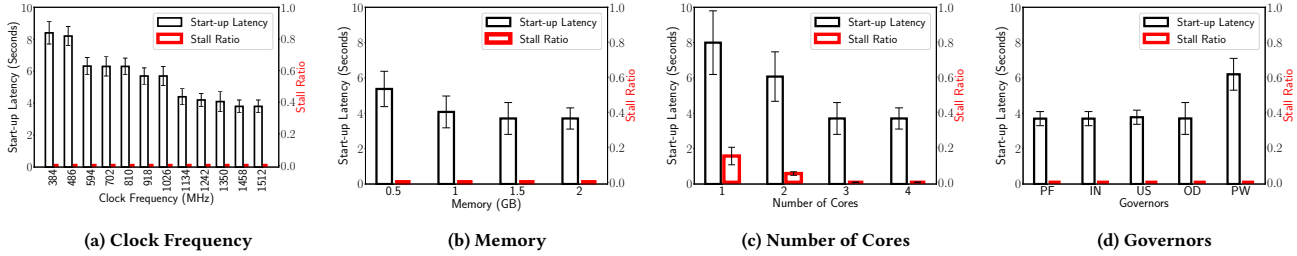 Start-up Latency (Seconds)
10
8
6
4
2
0
384
486
594
702
810
918
1026
1134
1242
1350
1458
1512
Clock Frequency (MHz)
Start-up Latency
Stall Ratio
1.0
0.8
0.6
0.4
0.2
0.0
Stall Ratio
(a) Clock Frequency
Start-up Latency (Seconds)
10
8
6
4
2
0
0.5 1 1.5 2
Memory (GB)
Start-up Latency
Stall Ratio
1.0
0.8
0.6
0.4
0.2
0.0
Stall Ratio
(b) Memory
Start-up Latency (Seconds)
10
8
6
4
2
0
1 2 3 4
Number of Cores
Start-up Latency
Stall Ratio
1.0
0.8
0.6
0.4
0.2
0.0
Stall Ratio
(c) Number of Cores
Start-up Latency (Seconds)
10
8
6
4
2
0
PF IN US OD PW
Governors
Start-up Latency
Stall Ratio
1.0
0.8
0.6
0.4
0.2
0.0
Stall Ratio
(d) Governors